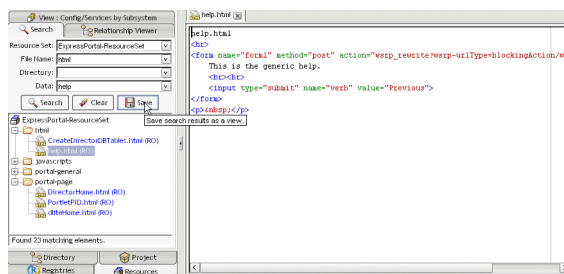 View : Config/Services by Subsystem
Search
Relationship Viewer
Resource Set:
ExpressPortal-ResourceSet
File Name:
html
Directory:
Data:
help
Search
Clear
Save
Save search results as a view.
ExpressPortal-ResourceSet
html
CreateDirectorDBTables.html (RO)
help.html (RO)
javascripts
portal-general
portal-page
DirectorHome.html (RO)
PortletPID.html (RO)
dliteHome.html (RO)
Found 23 matching elements.
Directory
Project
Registries
Resources
help.html
help.html
<hr>
<form name="form1" method="post" action="wsrp_rewrite?wsrp-urlType=blockingAction/w
This is the generic help.
<br><br>
<input type="submit" name="verb" value="Previous">
</form>
<p>&nbsp;</p>